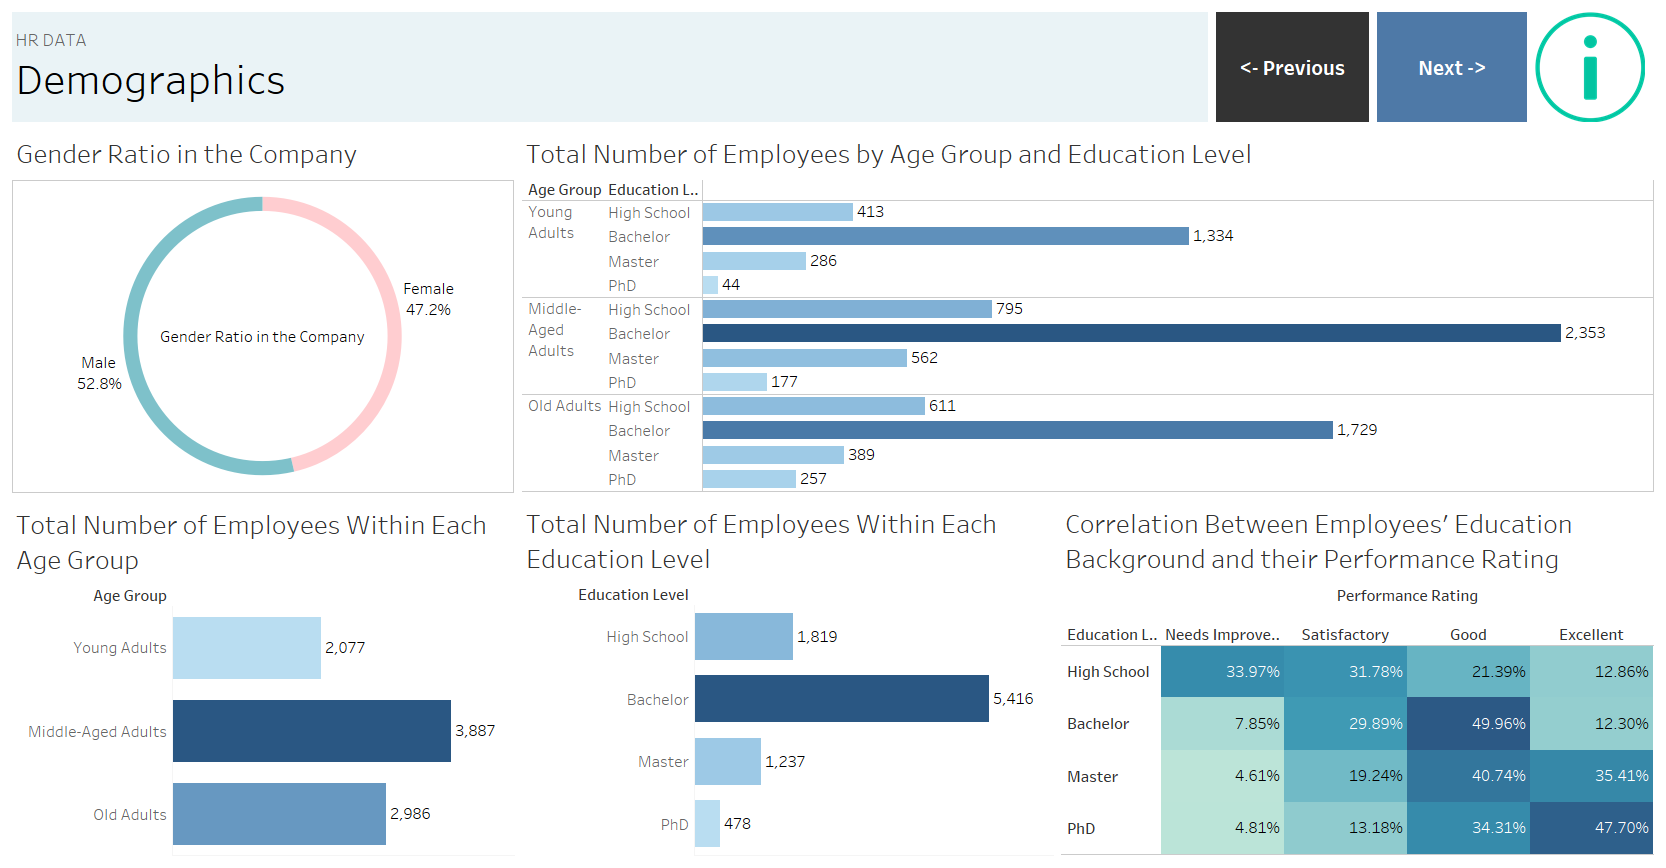 HR DATA
Demographics
<- Previous
Next ->
i
Gender Ratio in the Company
Female
47.2%
Gender Ratio in the Company
Male
52.8%
Total Number of Employees by Age Group and Education Level
Age Group Education L..
Young Adults
High School 413
Bachelor 1,334
Master 286
PhD 44
Middle-Aged Adults
High School 795
Bachelor 2,353
Master 562
PhD 177
Old Adults
High School 611
Bachelor 1,729
Master 389
PhD 257
Total Number of Employees Within Each
Age Group
Age Group
Young Adults 2,077
Middle-Aged Adults 3,887
Old Adults 2,986
Total Number of Employees Within Each
Education Level
Education Level
High School 1,819
Bachelor 5,416
Master 1,237
PhD 478
Correlation Between Employees' Education
Background and their Performance Rating
Performance Rating
Education L.. Needs Improve.. Satisfactory Good Excellent
High School 33.97% 31.78% 21.39% 12.86%
Bachelor 7.85% 29.89% 49.96% 12.30%
Master 4.61% 19.24% 40.74% 35.41%
PhD 4.81% 13.18% 34.31% 47.70%